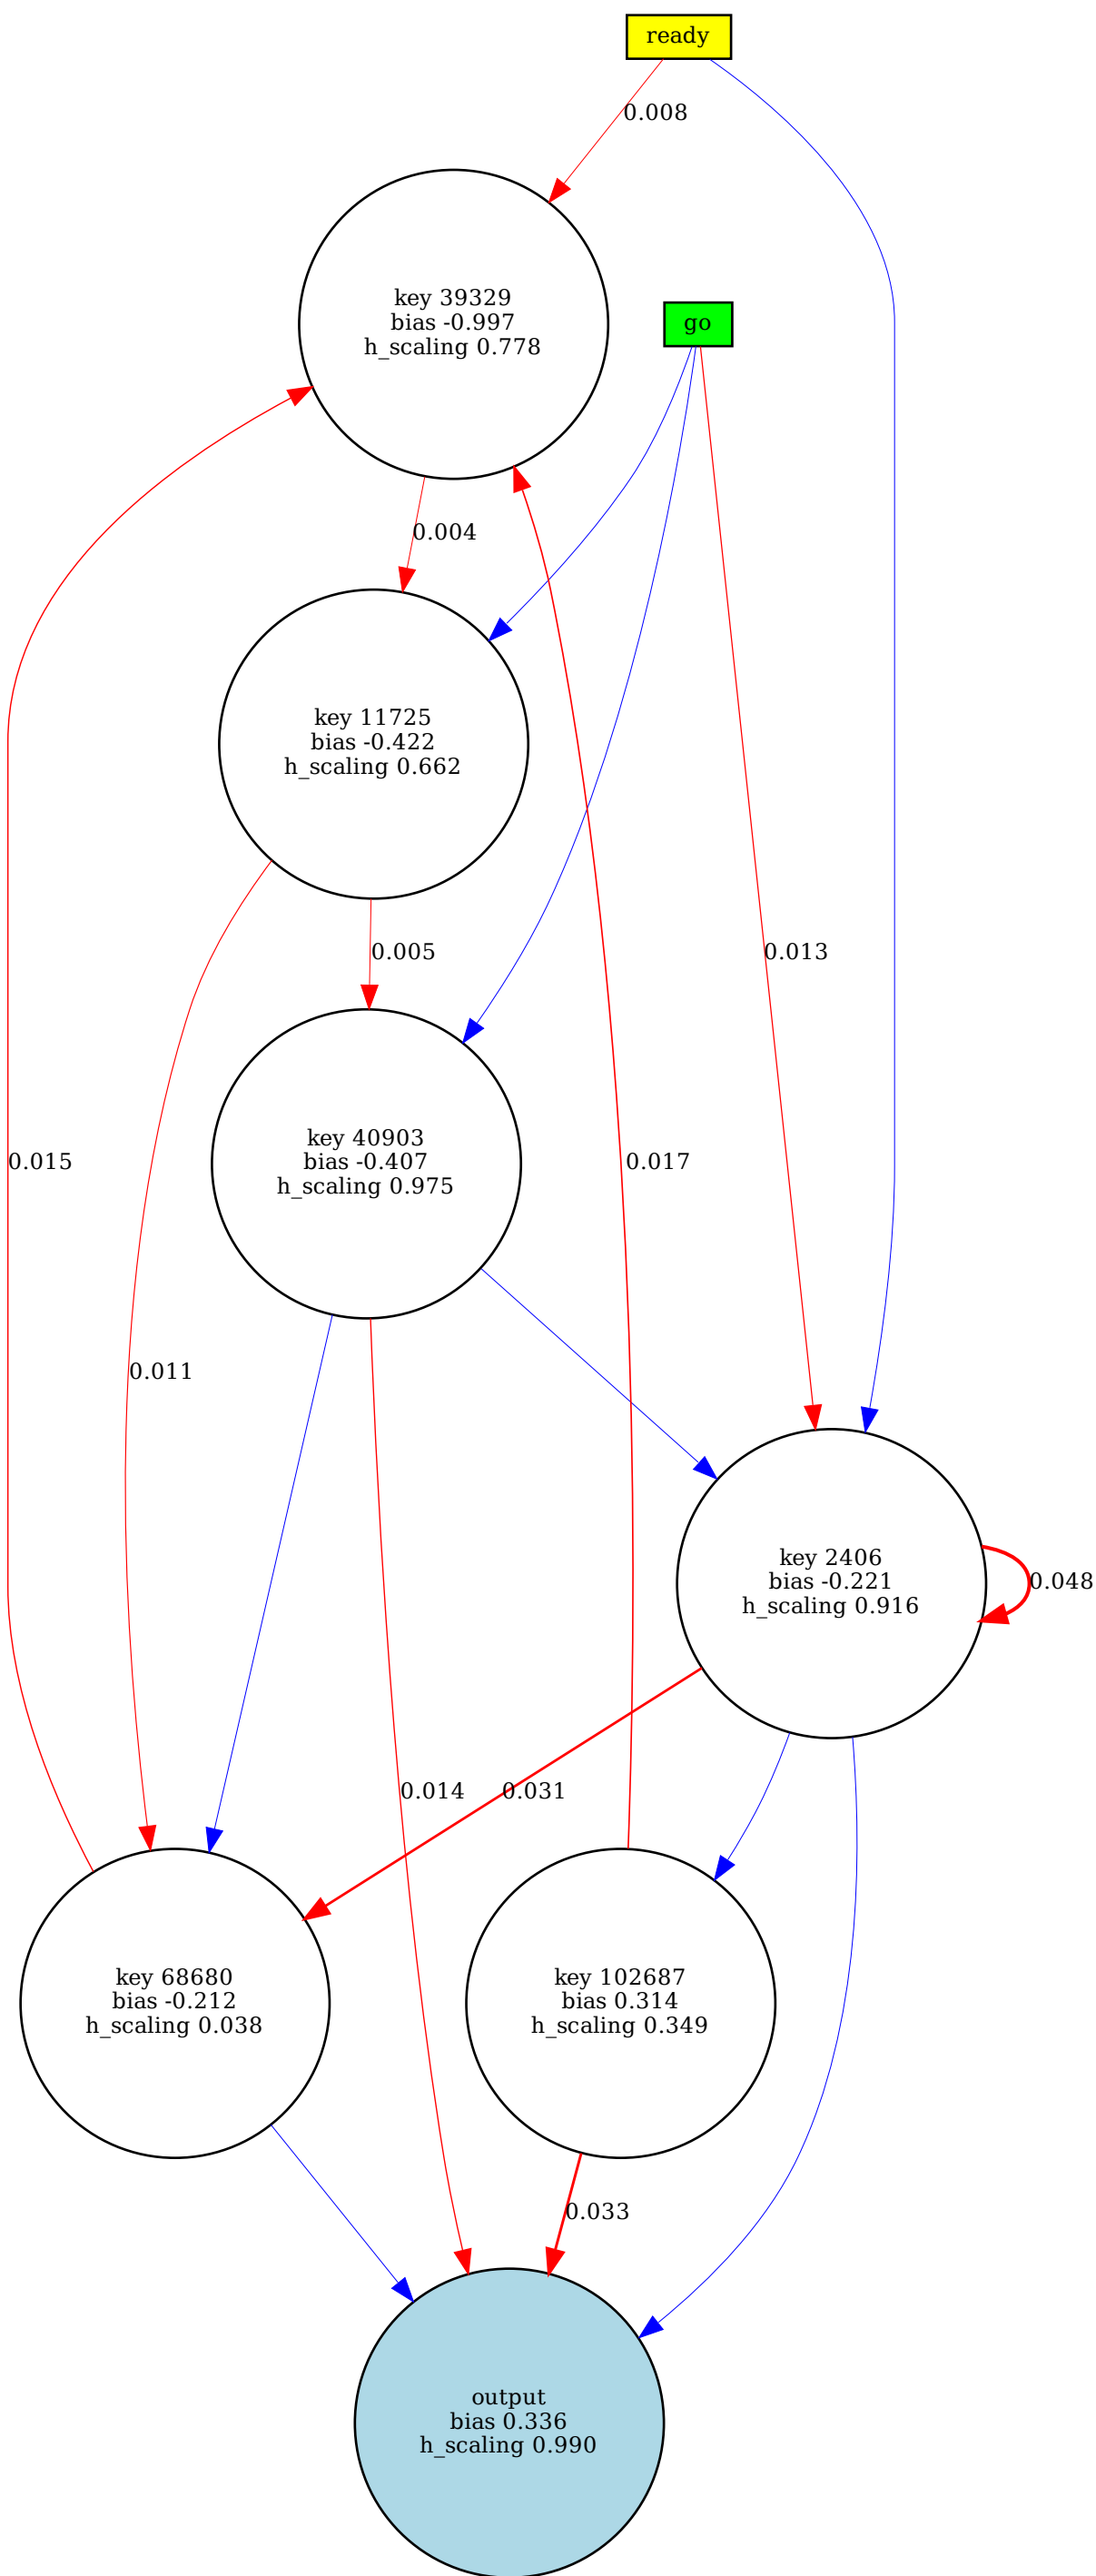 ready
0.008
key 39329
bias -0.997
h_scaling 0.778
go
0.004
key 11725
bias -0.422
h_scaling 0.662
0.005
0.013
key 40903
bias -0.407
h_scaling 0.975
0.015
0.017
0.011
key 2406
bias -0.221
h_scaling 0.916
0.048
0.014
0.031
key 68680
bias -0.212
h_scaling 0.038
key 102687
bias 0.314
h_scaling 0.349
0.033
output
bias 0.336
h_scaling 0.990